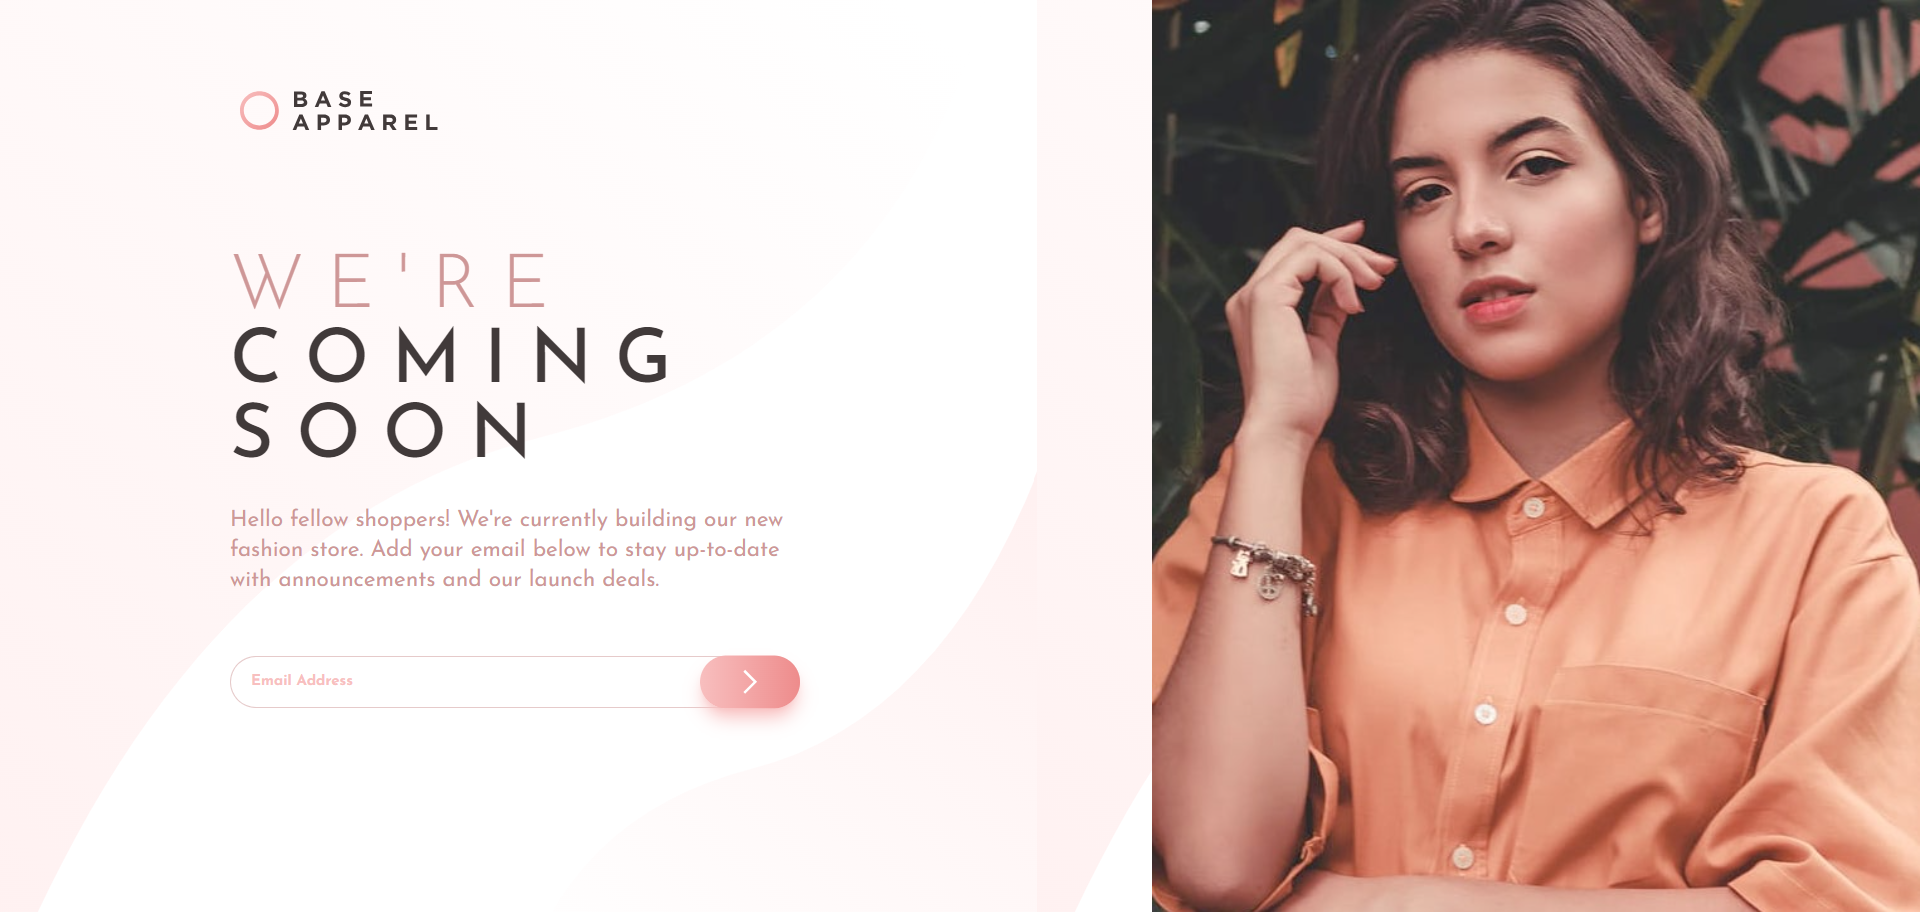 BASE
APPAREL
WE'RE
COMING
SOON
Hello fellow shoppers! We're currently building our new
fashion store. Add your email below to stay up-to-date
with announcements and our launch deals.
Email Address